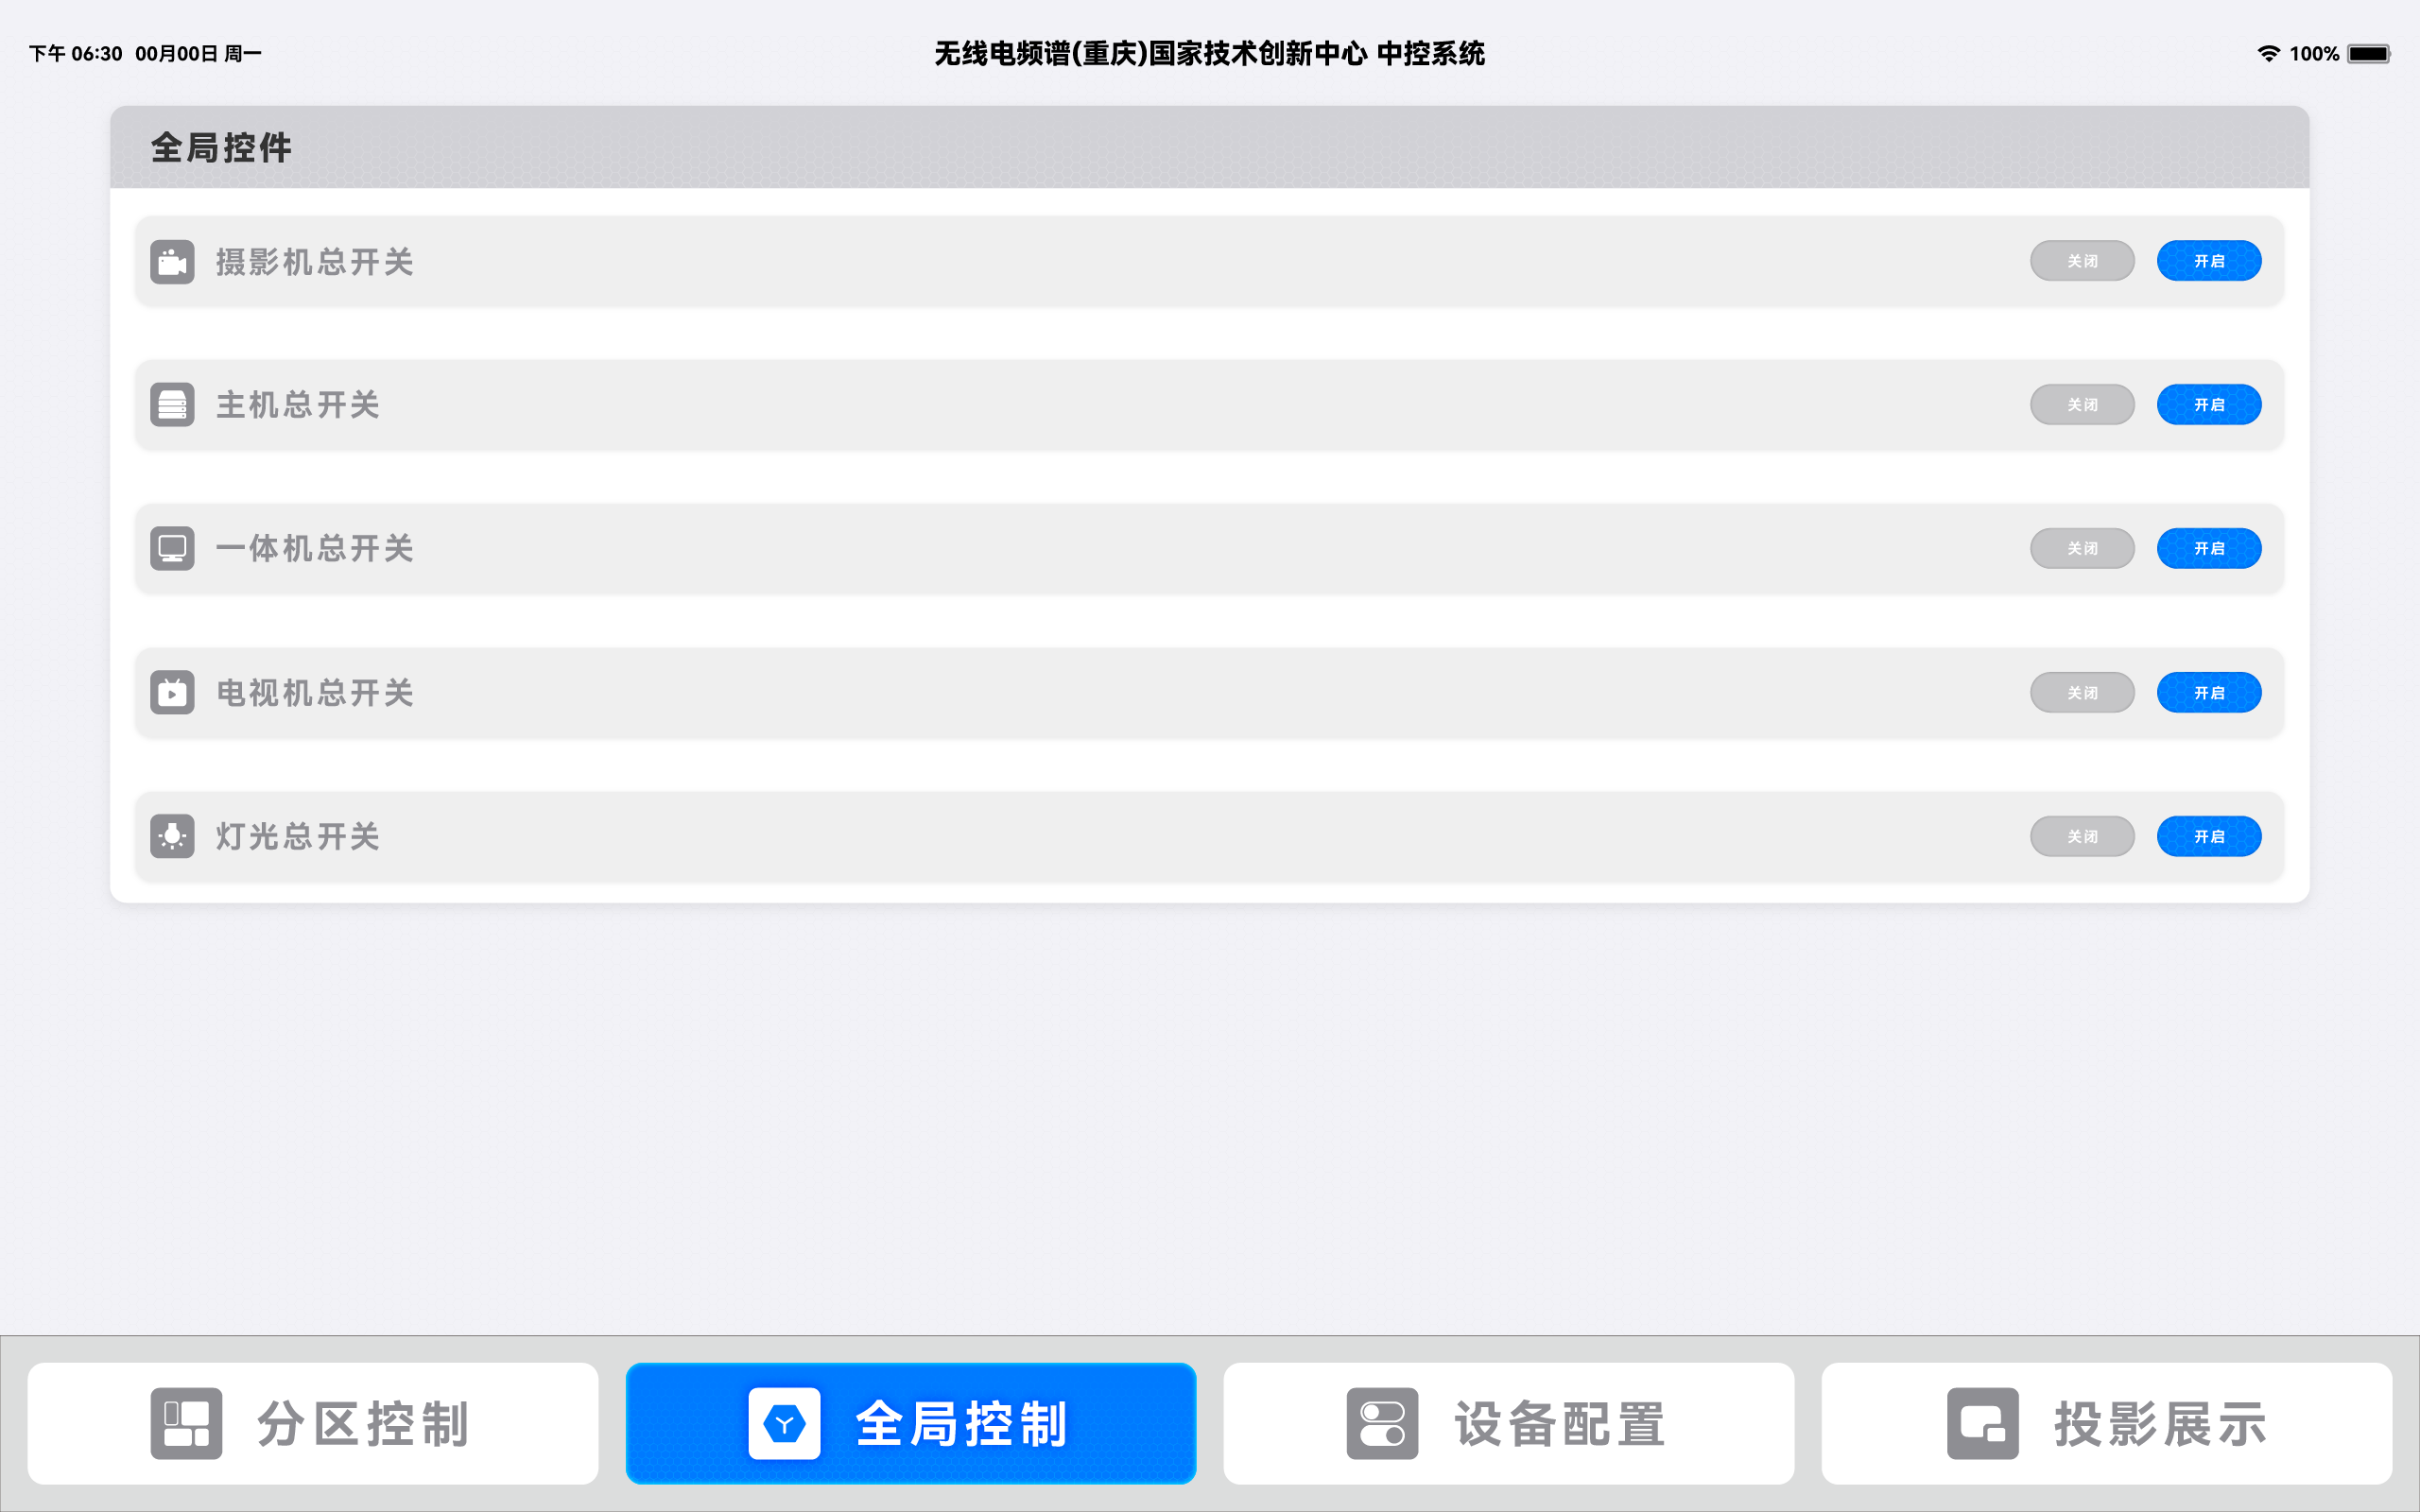 下午 06:30 00月00日 周一
无线电频谱(重庆)国家技术创新中心 中控系统
100%
全局控件
摄影机总开关 关闭 开启
主机总开关 关闭 开启
一体机总开关 关闭 开启
电视机总开关 关闭 开启
灯光总开关 关闭 开启
分区控制 全局控制 设备配置 投影展示